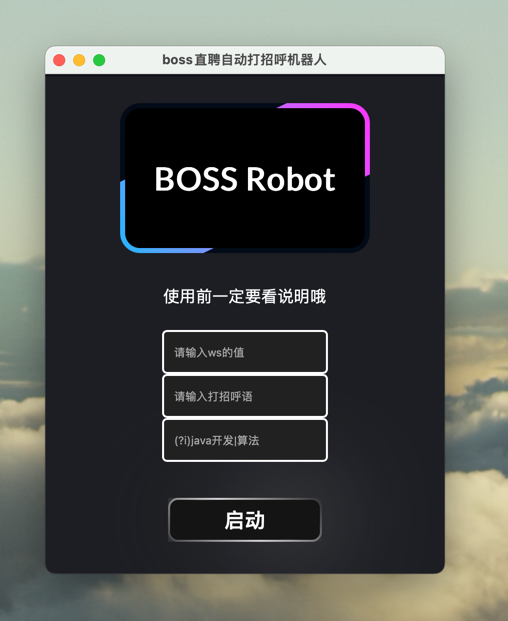 boss直聘自动打招呼机器人
BOSS Robot
使用前一定要看说明哦
请输入ws的值
请输入打招呼语
(?i)java开发|算法
启动